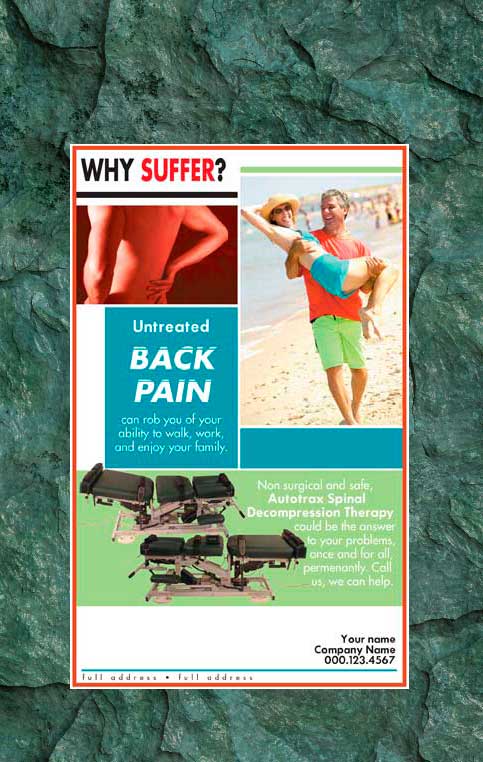 WHY SUFFER?
Untreated
BACK
PAIN
can rob you of your
ability to walk, work,
and enjoy your family.
Non surgical and safe,
Autotrax Spinal
Decompression Therapy
could be the answer
to your problems,
once and for all,
permenantly. Call
us, we can help.
Your name
Company Name
000.123.4567
full address • full address